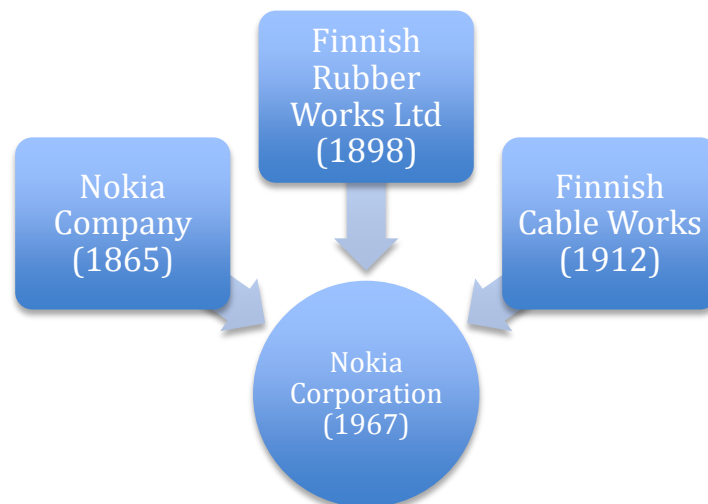 Nokia
Company
(1865)
Finnish
Rubber
Works Ltd
(1898)
Finnish
Cable Works
(1912)
Nokia
Corporation
(1967)